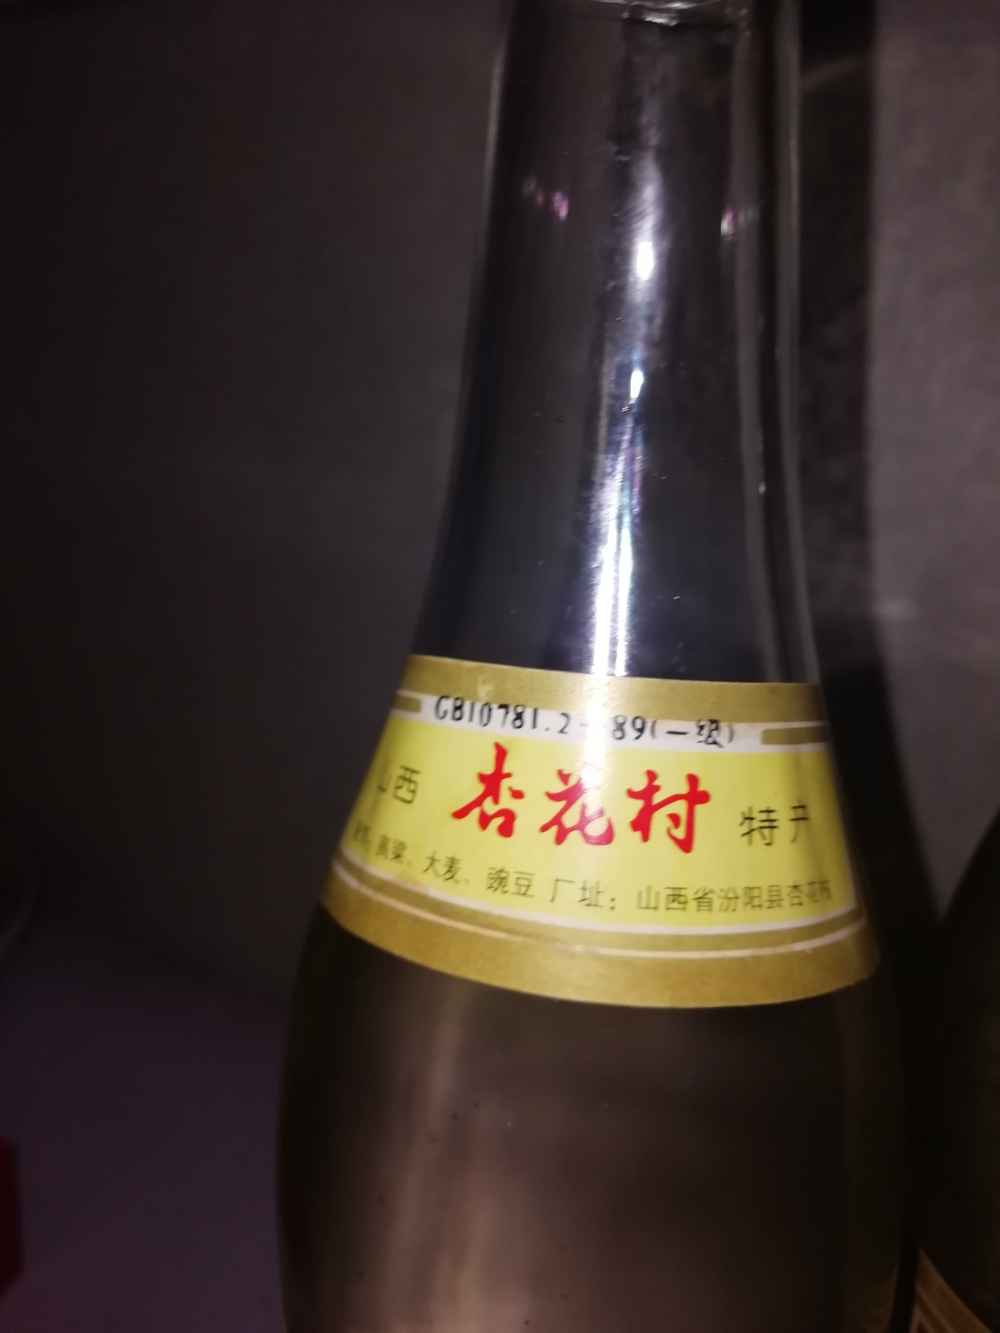 GB10781.2-89(一级)
山西 杏花村 特产
高粱、大麦、豌豆 厂址：山西省汾阳县杏花村